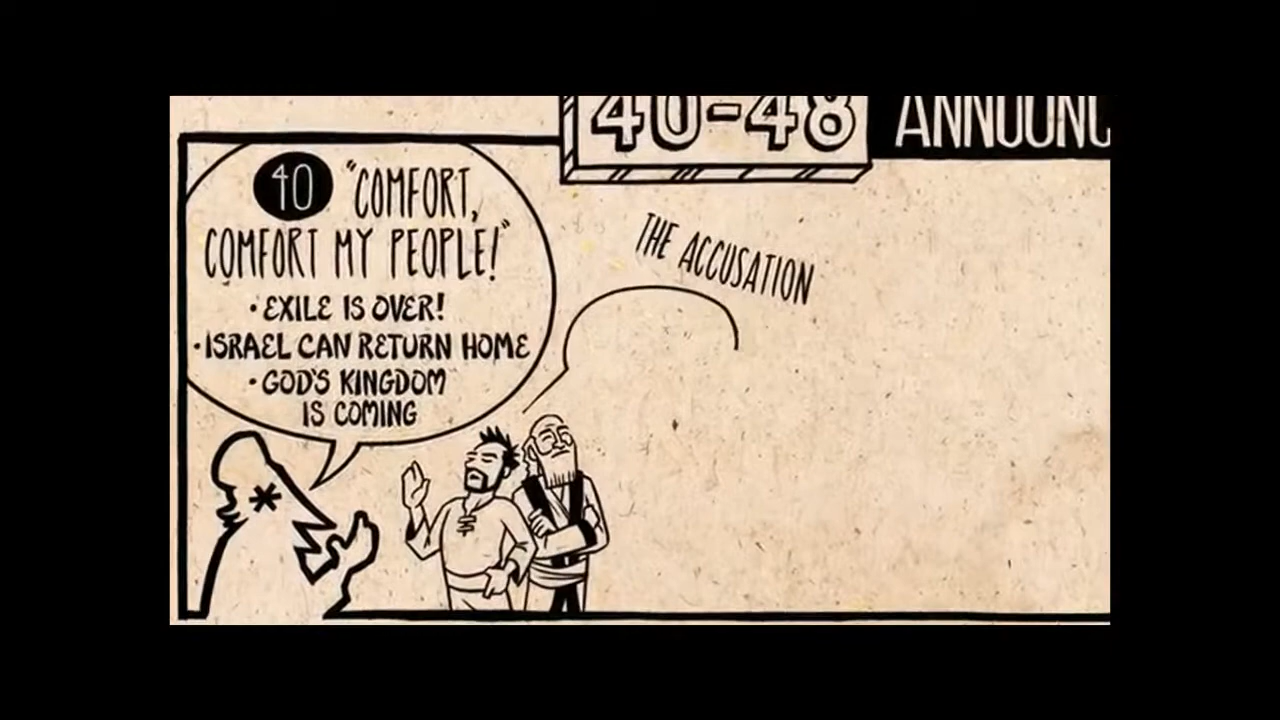 40-48 ANNOUNC
40 "COMFORT,
COMFORT MY PEOPLE!"
• EXILE IS OVER!
• ISRAEL CAN RETURN HOME
• GOD'S KINGDOM
IS COMING
THE ACCUSATION